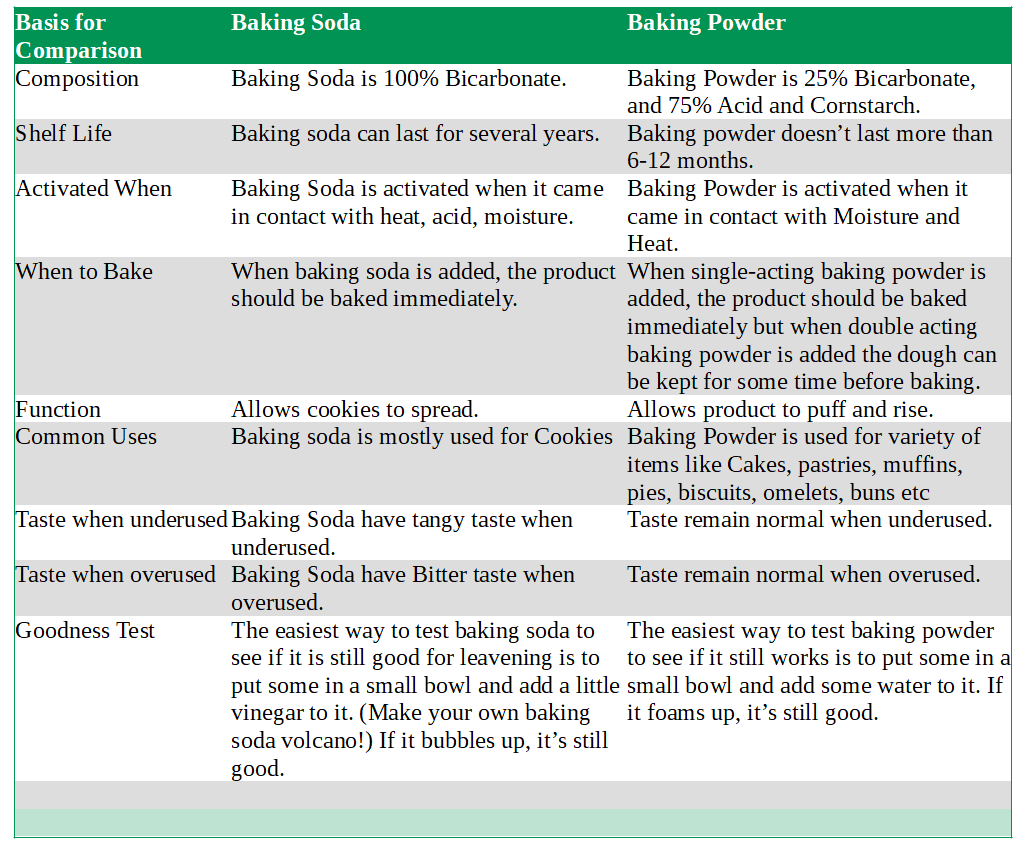 Basis for Comparison	Baking Soda	Baking Powder
Composition	Baking Soda is 100% Bicarbonate.	Baking Powder is 25% Bicarbonate, and 75% Acid and Cornstarch.
Shelf Life	Baking soda can last for several years.	Baking powder doesn’t last more than 6-12 months.
Activated When	Baking Soda is activated when it came in contact with heat, acid, moisture.	Baking Powder is activated when it came in contact with Moisture and Heat.
When to Bake	When baking soda is added, the product should be baked immediately.	When single-acting baking powder is added, the product should be baked immediately but when double acting baking powder is added the dough can be kept for some time before baking.
Function	Allows cookies to spread.	Allows product to puff and rise.
Common Uses	Baking soda is mostly used for Cookies	Baking Powder is used for variety of items like Cakes, pastries, muffins, pies, biscuits, omelets, buns etc
Taste when underused	Baking Soda have tangy taste when underused.	Taste remain normal when underused.
Taste when overused	Baking Soda have Bitter taste when overused.	Taste remain normal when overused.
Goodness Test	The easiest way to test baking soda to see if it is still good for leavening is to put some in a small bowl and add a little vinegar to it. (Make your own baking soda volcano!) If it bubbles up, it’s still good.	The easiest way to test baking powder to see if it still works is to put some in a small bowl and add some water to it. If it foams up, it’s still good.